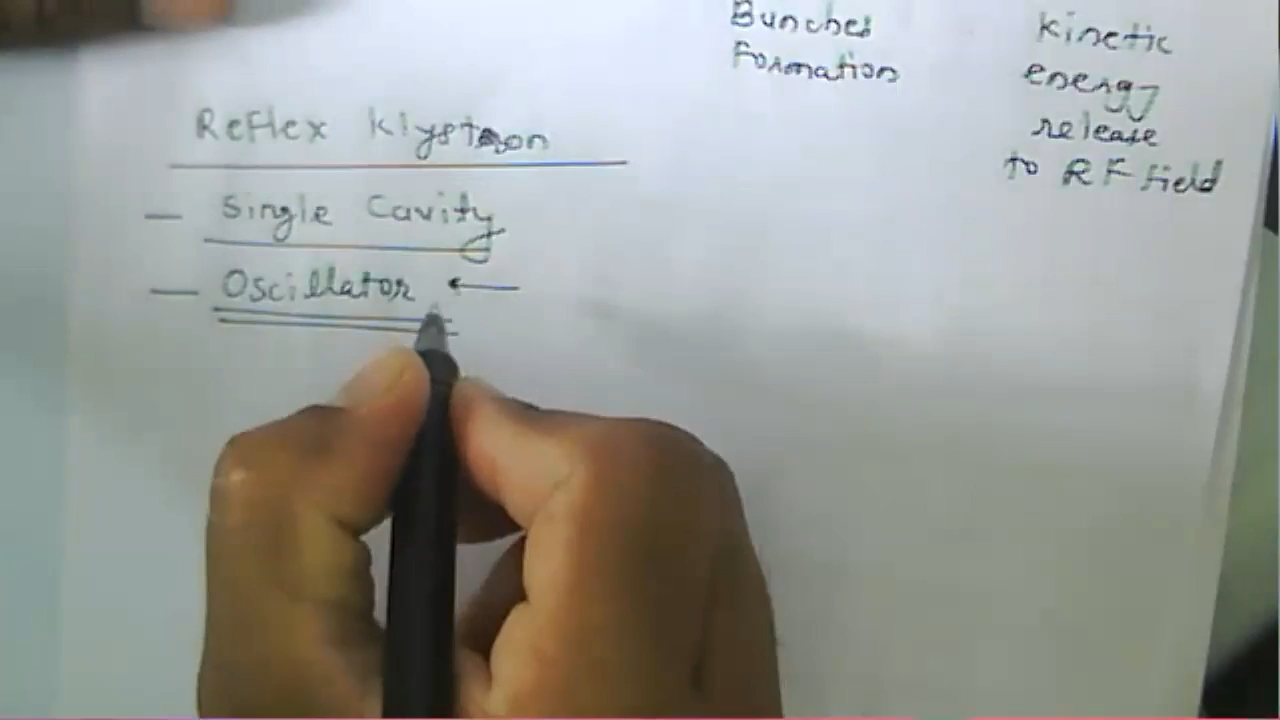 Bunches
Formation
Kinetic
energy
release
to RF field
Reflex Klystron
— Single Cavity
— Oscillator ←